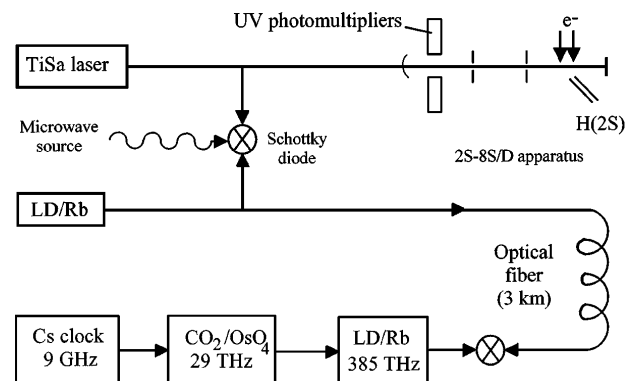 UV photomultipliers
e-
TiSa laser
H(2S)
Microwave
source
Schottky
diode
2S-8S/D apparatus
LD/Rb
Optical
fiber
(3 km)
Cs clock
9 GHz
CO2/OsO4
29 THz
LD/Rb
385 THz